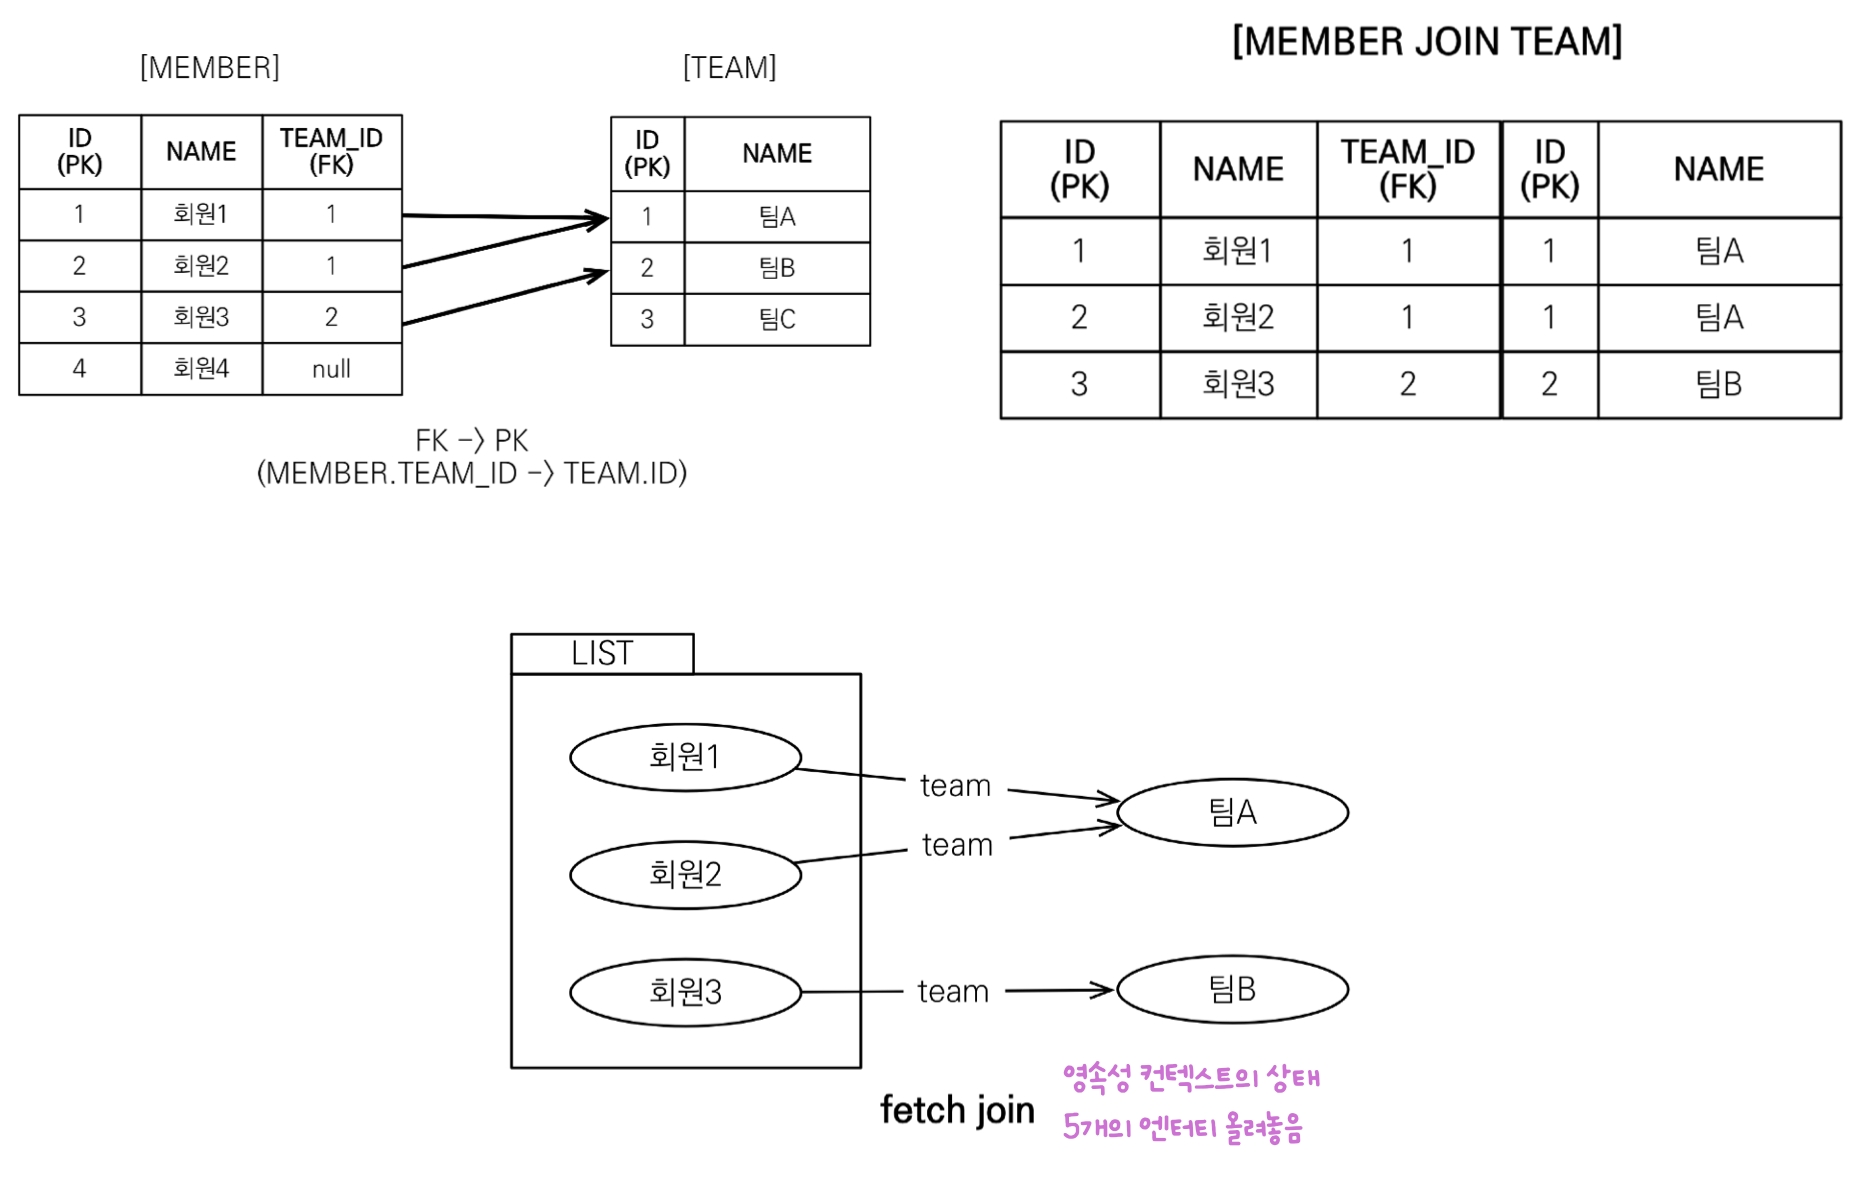 [MEMBER]
ID (PK) NAME TEAM_ID (FK)
1 회원1 1
2 회원2 1
3 회원3 2
4 회원4 null
[TEAM]
ID (PK) NAME
1 팀A
2 팀B
3 팀C
FK -> PK
(MEMBER.TEAM_ID -> TEAM.ID)
[MEMBER JOIN TEAM]
ID (PK) NAME TEAM_ID (FK) ID (PK) NAME
1 회원1 1 1 팀A
2 회원2 1 1 팀A
3 회원3 2 2 팀B
LIST
회원1 team 팀A
회원2 team
회원3 team 팀B
fetch join
영속성 컨텍스트의 상태
5개의 엔터티 올려놓음